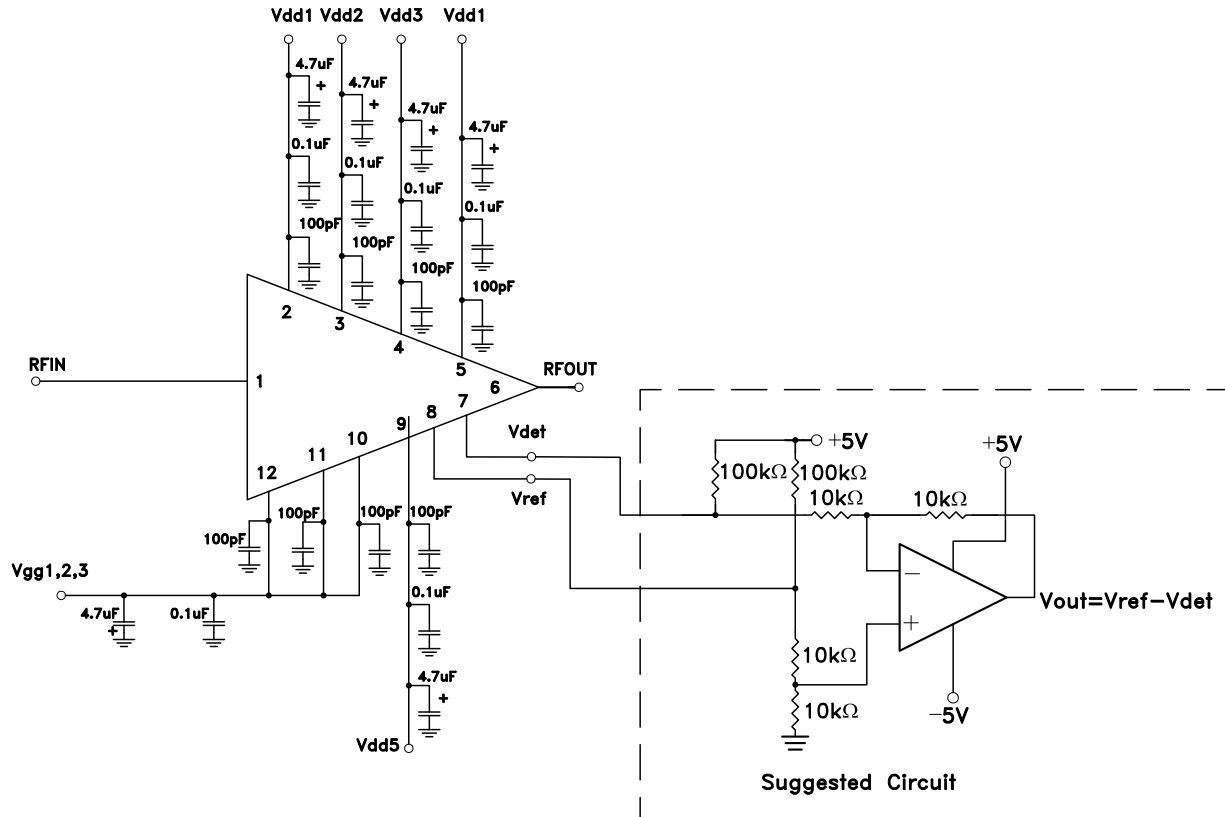 Vdd1 Vdd2 Vdd3 Vdd1
4.7uF
+
4.7uF
+
4.7uF
+
4.7uF
+
0.1uF
0.1uF
0.1uF
0.1uF
100pF
100pF
100pF
100pF
2
3
4
5
RFIN
1
6
RFOUT
7
8
9
10
11
12
Vdet
Vref
100pF
100pF
100pF
100pF
Vgg1,2,3
4.7uF
+
0.1uF
0.1uF
4.7uF
+
Vdd5
+5V
+5V
100kΩ
100kΩ
10kΩ
10kΩ
−
+
Vout=Vref−Vdet
10kΩ
10kΩ
−5V
Suggested Circuit